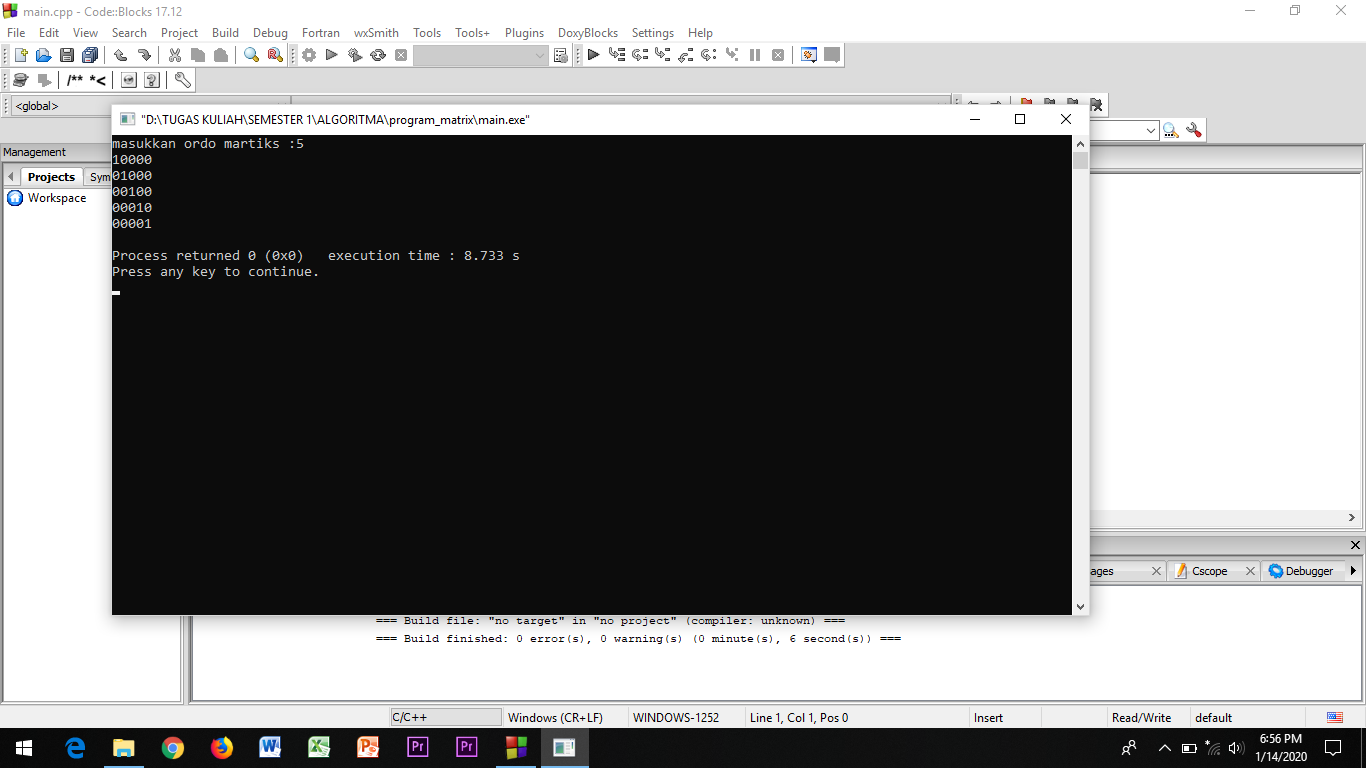 main.cpp - Code::Blocks 17.12
File Edit View Search Project Build Debug Fortran wxSmith Tools Tools+ Plugins DoxyBlocks Settings Help
/** *<
<global>
"D:\TUGAS KULIAH\SEMESTER 1\ALGORITMA\program_matrix\main.exe"
masukkan ordo martiks :5
10000
01000
00100
00010
00001
Process returned 0 (0x0)   execution time : 8.733 s
Press any key to continue.
Management
Projects Sym
Workspace
ages Cscope Debugger
=== Build file: "no target" in "no project" (compiler: unknown) ===
=== Build finished: 0 error(s), 0 warning(s) (0 minute(s), 6 second(s)) ===
C/C++ Windows (CR+LF) WINDOWS-1252 Line 1, Col 1, Pos 0 Insert Read/Write default
6:56 PM
1/14/2020